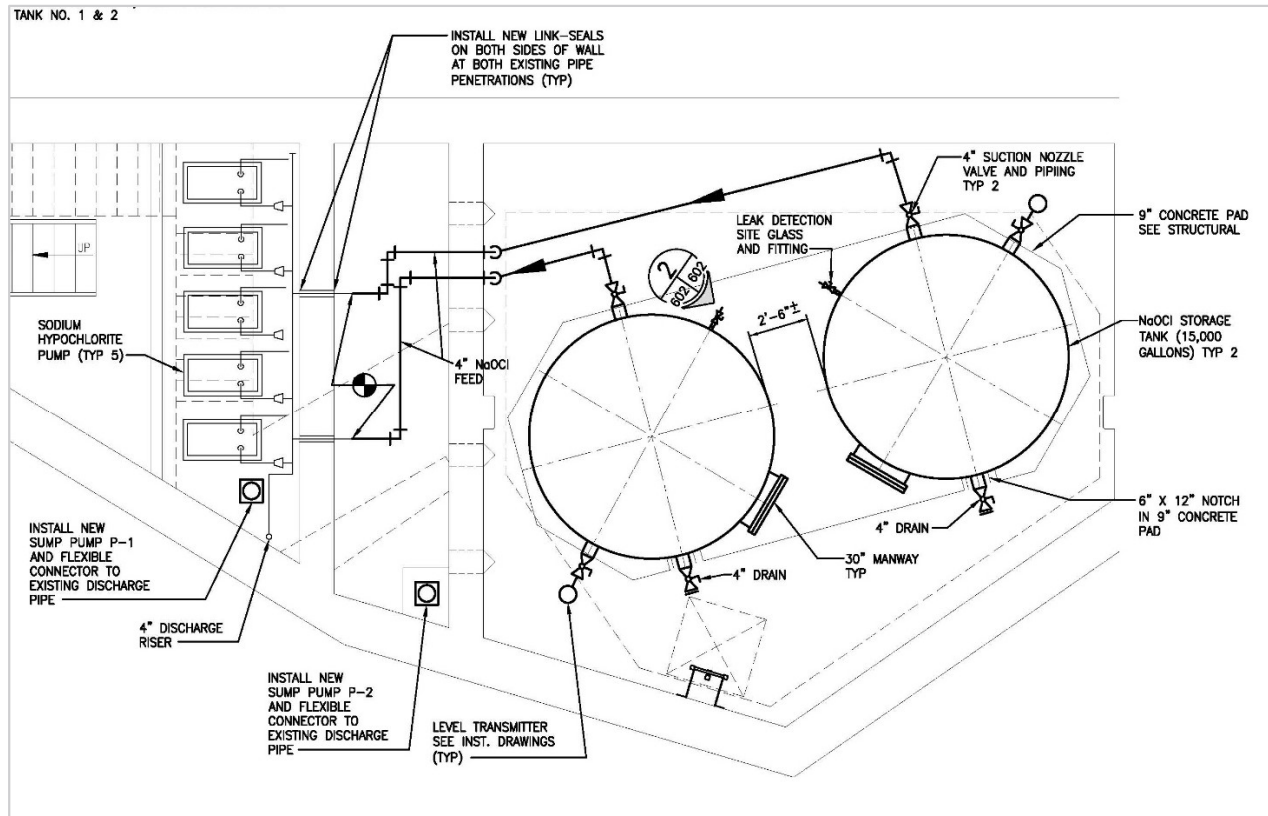 TANK NO. 1 & 2
INSTALL NEW LINK-SEALS
ON BOTH SIDES OF WALL
AT BOTH EXISTING PIPE
PENETRATIONS (TYP)
4" SUCTION NOZZLE
VALVE AND PIPIING
TYP 2
LEAK DETECTION
SITE GLASS
AND FITTING
9" CONCRETE PAD
SEE STRUCTURAL
UP
2
602
602
2'-6"±
SODIUM
HYPOCHLORITE
PUMP (TYP 5)
4" NaOCl
FEED
NaOCl STORAGE
TANK (15,000
GALLONS) TYP 2
INSTALL NEW
SUMP PUMP P-1
AND FLEXIBLE
CONNECTOR TO
EXISTING DISCHARGE
PIPE
4" DRAIN
6" X 12" NOTCH
IN 9" CONCRETE
PAD
30" MANWAY
TYP
4" DRAIN
4" DISCHARGE
RISER
INSTALL NEW
SUMP PUMP P-2
AND FLEXIBLE
CONNECTOR TO
EXISTING DISCHARGE
PIPE
LEVEL TRANSMITTER
SEE INST. DRAWINGS
(TYP)